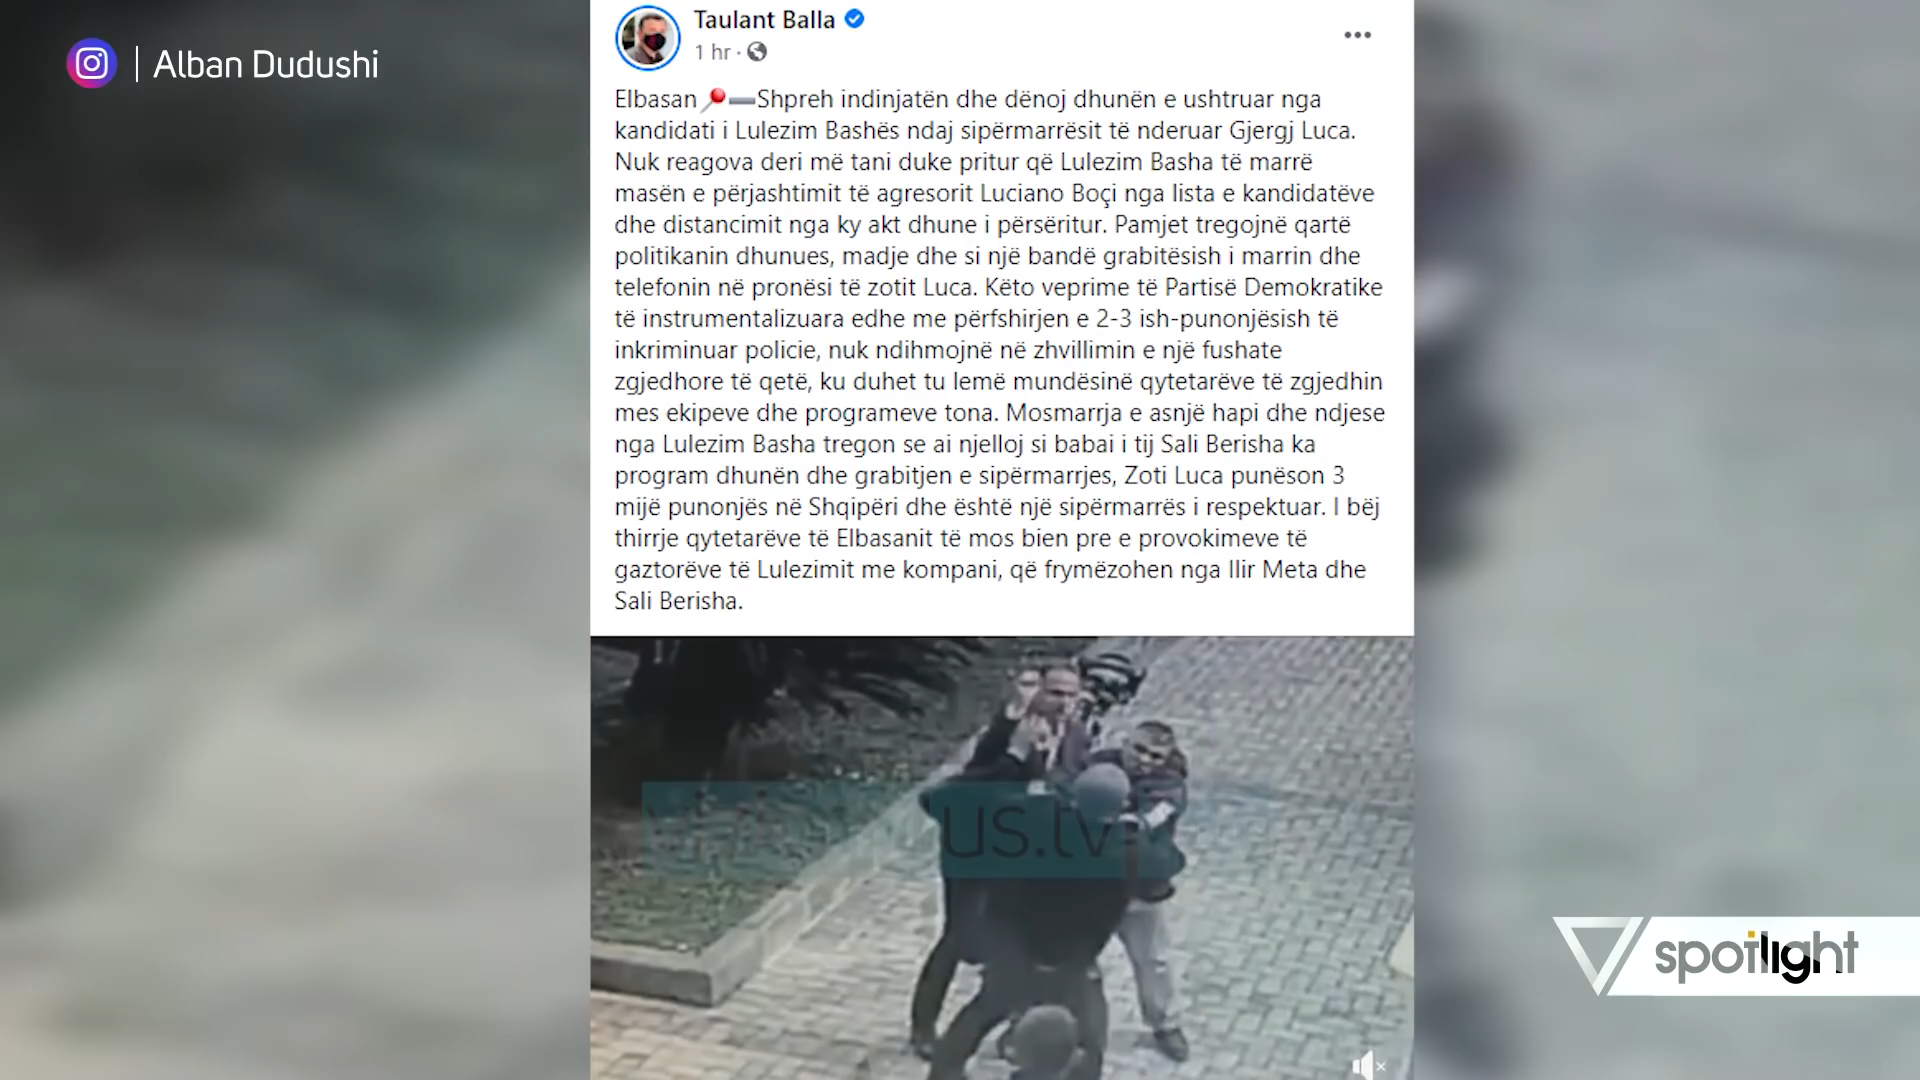 Alban Dudushi
Taulant Balla
1 hr ·
Elbasan📍➖Shpreh indinjatën dhe dënoj dhunën e ushtruar nga
kandidati i Lulezim Bashës ndaj sipërmarrësit të nderuar Gjergj Luca.
Nuk reagova deri më tani duke pritur që Lulezim Basha të marrë
masën e përjashtimit të agresorit Luciano Boçi nga lista e kandidatëve
dhe distancimit nga ky akt dhune i përsëritur. Pamjet tregojnë qartë
politikanin dhunues, madje dhe si një bandë grabitësish i marrin dhe
telefonin në pronësi të zotit Luca. Këto veprime të Partisë Demokratike
të instrumentalizuara edhe me përfshirjen e 2-3 ish-punonjësish të
inkriminuar policie, nuk ndihmojnë në zhvillimin e një fushate
zgjedhore të qetë, ku duhet tu lemë mundësinë qytetarëve të zgjedhin
mes ekipeve dhe programeve tona. Mosmarrja e asnjë hapi dhe ndjese
nga Lulezim Basha tregon se ai njelloj si babai i tij Sali Berisha ka
program dhunën dhe grabitjen e sipërmarrjes, Zoti Luca punëson 3
mijë punonjës në Shqipëri dhe është një sipërmarrës i respektuar. I bëj
thirrje qytetarëve të Elbasanit të mos bien pre e provokimeve të
gaztorëve të Lulezimit me kompani, që frymëzohen nga Ilir Meta dhe
Sali Berisha.
spotlight